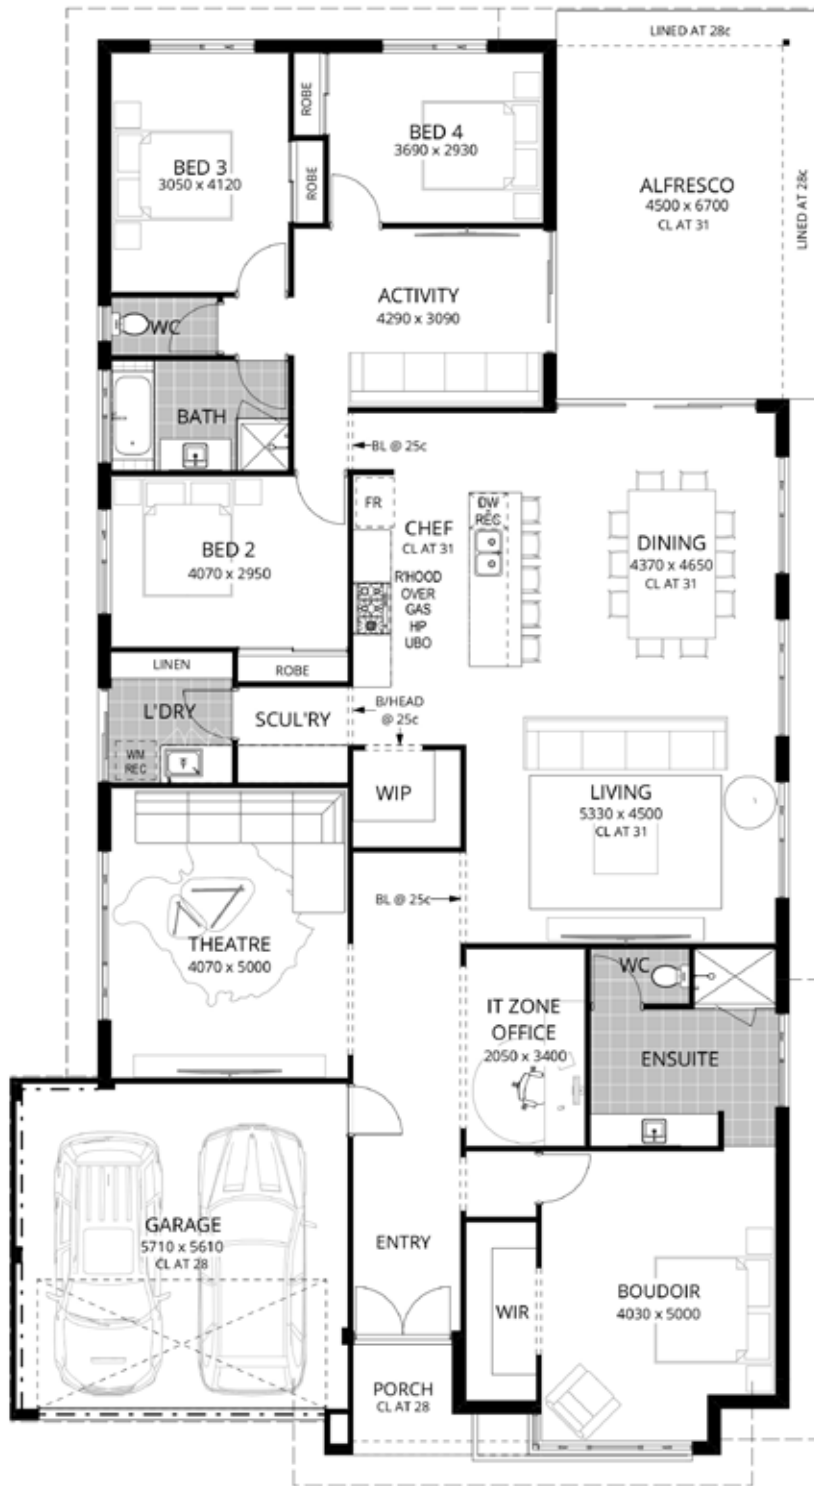 LINED AT 28c
ROBE
BED 4
3690 x 2930
BED 3
3050 x 4120
ROBE
ALFRESCO
4500 x 6700
CL AT 31
LINED AT 28c
ACTIVITY
4290 x 3090
WC
BATH
BL @ 25c
FR
DW
REC
CHEF
CL AT 31
DINING
4370 x 4650
CL AT 31
BED 2
4070 x 2950
R'HOOD
OVER
GAS
HP
UBO
LINEN
ROBE
L'DRY
SCUL'RY
B/HEAD
@ 25c
WM
REC
WIP
LIVING
5330 x 4500
CL AT 31
BL @ 25c
THEATRE
4070 x 5000
WC
IT ZONE
OFFICE
2050 x 3400
ENSUITE
GARAGE
5710 x 5610
CL AT 28
ENTRY
WIR
BOUDOIR
4030 x 5000
PORCH
CL AT 28